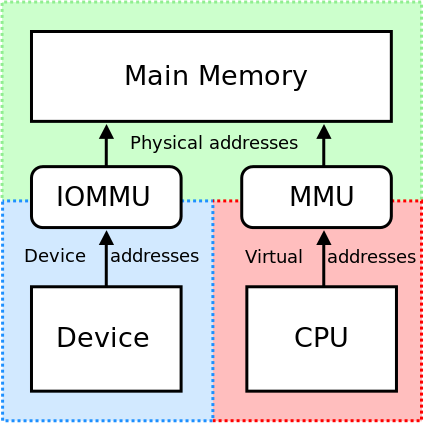 Main Memory
Physical addresses
IOMMU
MMU
Device addresses
Virtual addresses
Device
CPU